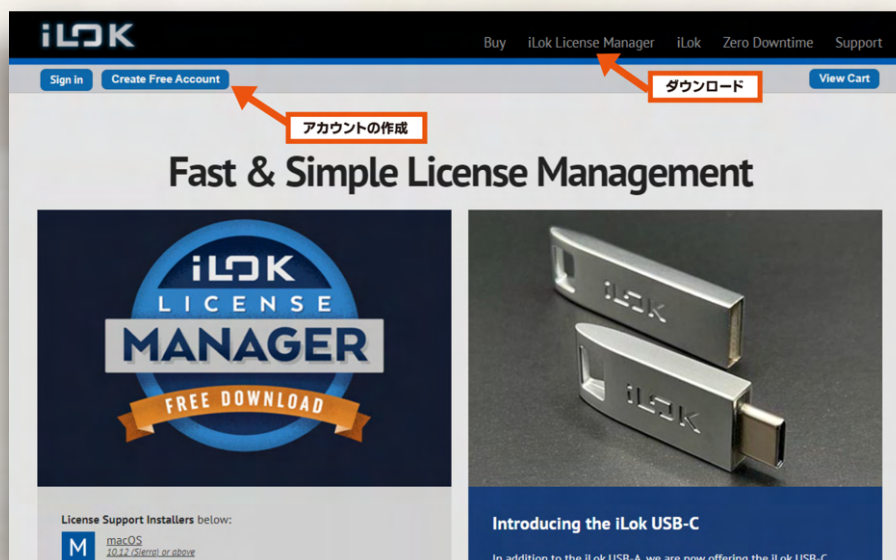 iLOK
Buy iLok License Manager iLok Zero Downtime Support
Sign in Create Free Account View Cart
ダウンロード
アカウントの作成
Fast & Simple License Management
iLOK
LICENSE
MANAGER
FREE DOWNLOAD
iLOK
iLOK
License Support Installers below:
M macOS
10.12 (Sierra) or above
Introducing the iLok USB-C
In addition to the iLok USB-A, we are now offering the iLok USB-C